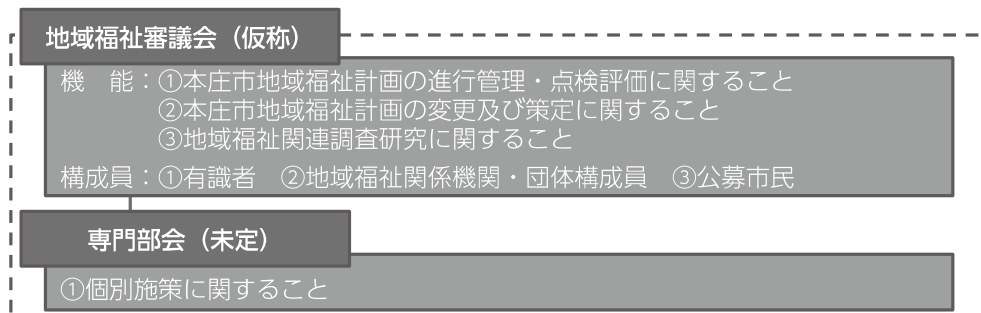 地域福祉審議会（仮称）
機　能：①本庄市地域福祉計画の進行管理・点検評価に関すること
②本庄市地域福祉計画の変更及び策定に関すること
③地域福祉関連調査研究に関すること
構成員：①有識者　②地域福祉関係機関・団体構成員　③公募市民
専門部会（未定）
①個別施策に関すること